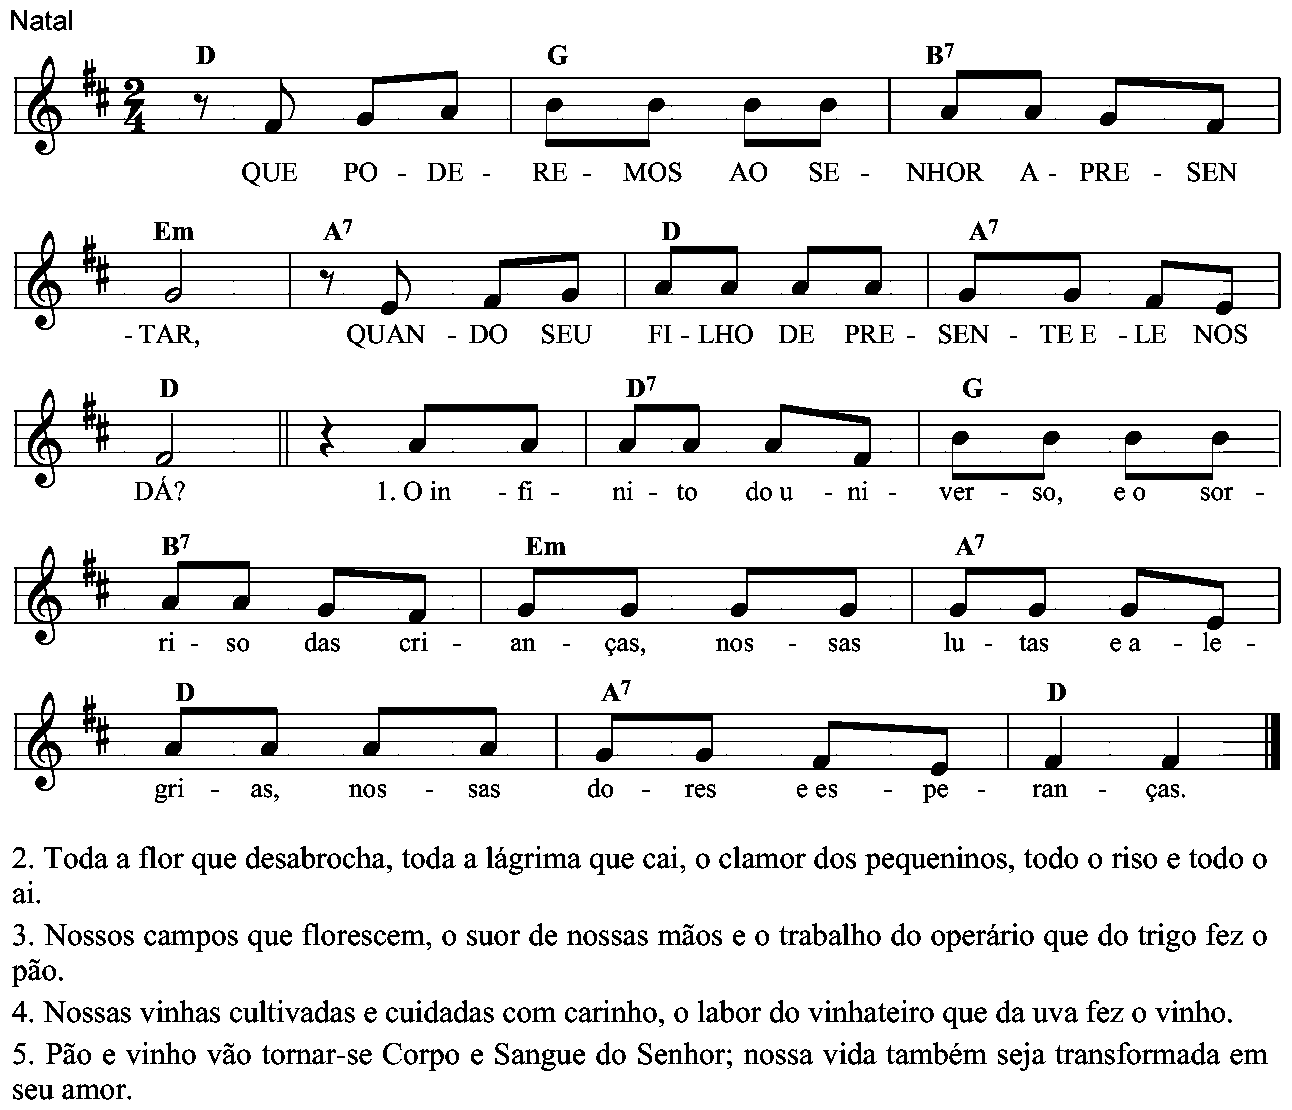 Natal
D G B7
2
4
QUE PO - DE- RE - MOS AO SE - NHOR A - PRE - SEN
Em A7 D A7
- TAR, QUAN - DO SEU FI - LHO DE PRE - SEN - TE E - LE NOS
D D7 G
DÁ? 1. O in - fi - ni - to do u - ni - ver - so, e o sor -
B7 Em A7
ri - so das cri - an - ças, nos - sas lu - tas e a - le -
D A7 D
gri - as, nos - sas do - res e es - pe - ran - ças.
2. Toda a flor que desabrocha, toda a lágrima que cai, o clamor dos pequeninos, todo o riso e todo o
ai.
3. Nossos campos que florescem, o suor de nossas mãos e o trabalho do operário que do trigo fez o
pão.
4. Nossas vinhas cultivadas e cuidadas com carinho, o labor do vinhateiro que da uva fez o vinho.
5. Pão e vinho vão tornar-se Corpo e Sangue do Senhor; nossa vida também seja transformada em
seu amor.